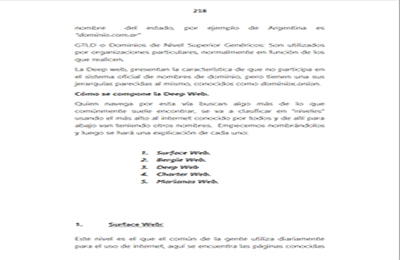 218
nombre del estado, por ejemplo de Argentina es
"dominio.com.ar"
GTLD o Dominios de Nivel Superior Genéricos: Son utilizados
por organizaciones particulares, normalmente en función de los
que realicen.
La Deep web, presentan la característica de que no participa en
el sistema oficial de nombres de dominio, pero tienen una sus
jerarquías parecidas al mismo, conocidos como dominios.onion.
Cómo se compone la Deep Web.
Quien navega por esta vía buscan algo más de lo que
comúnmente suele encontrar, se va a clasificar en "niveles"
usando el más alto al internet conocido por todos y de allí para
abajo van teniendo otros nombres. Empecemos nombrándolos
y luego se hará una explicación de cada uno:
1. Surface Web.
2. Bergie Web.
3. Deep Web
4. Charter Web.
5. Marianas Web.
1. Surface Web:
Este nivel es el que el común de la gente utiliza diariamente
para el uso de internet, aquí se encuentra las páginas conocidas